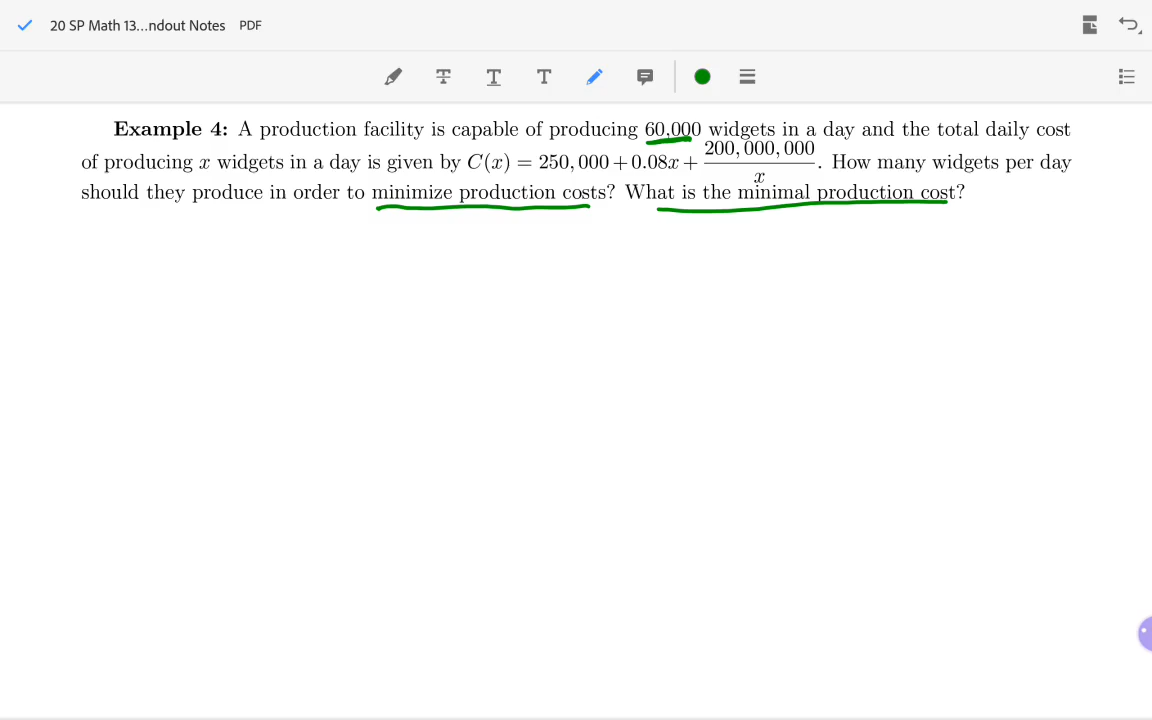 20 SP Math 13...ndout Notes PDF
Example 4: A production facility is capable of producing 60,000 widgets in a day and the total daily cost
of producing x widgets in a day is given by C(x) = 250,000+0.08x + 200,000,000/x. How many widgets per day
should they produce in order to minimize production costs? What is the minimal production cost?